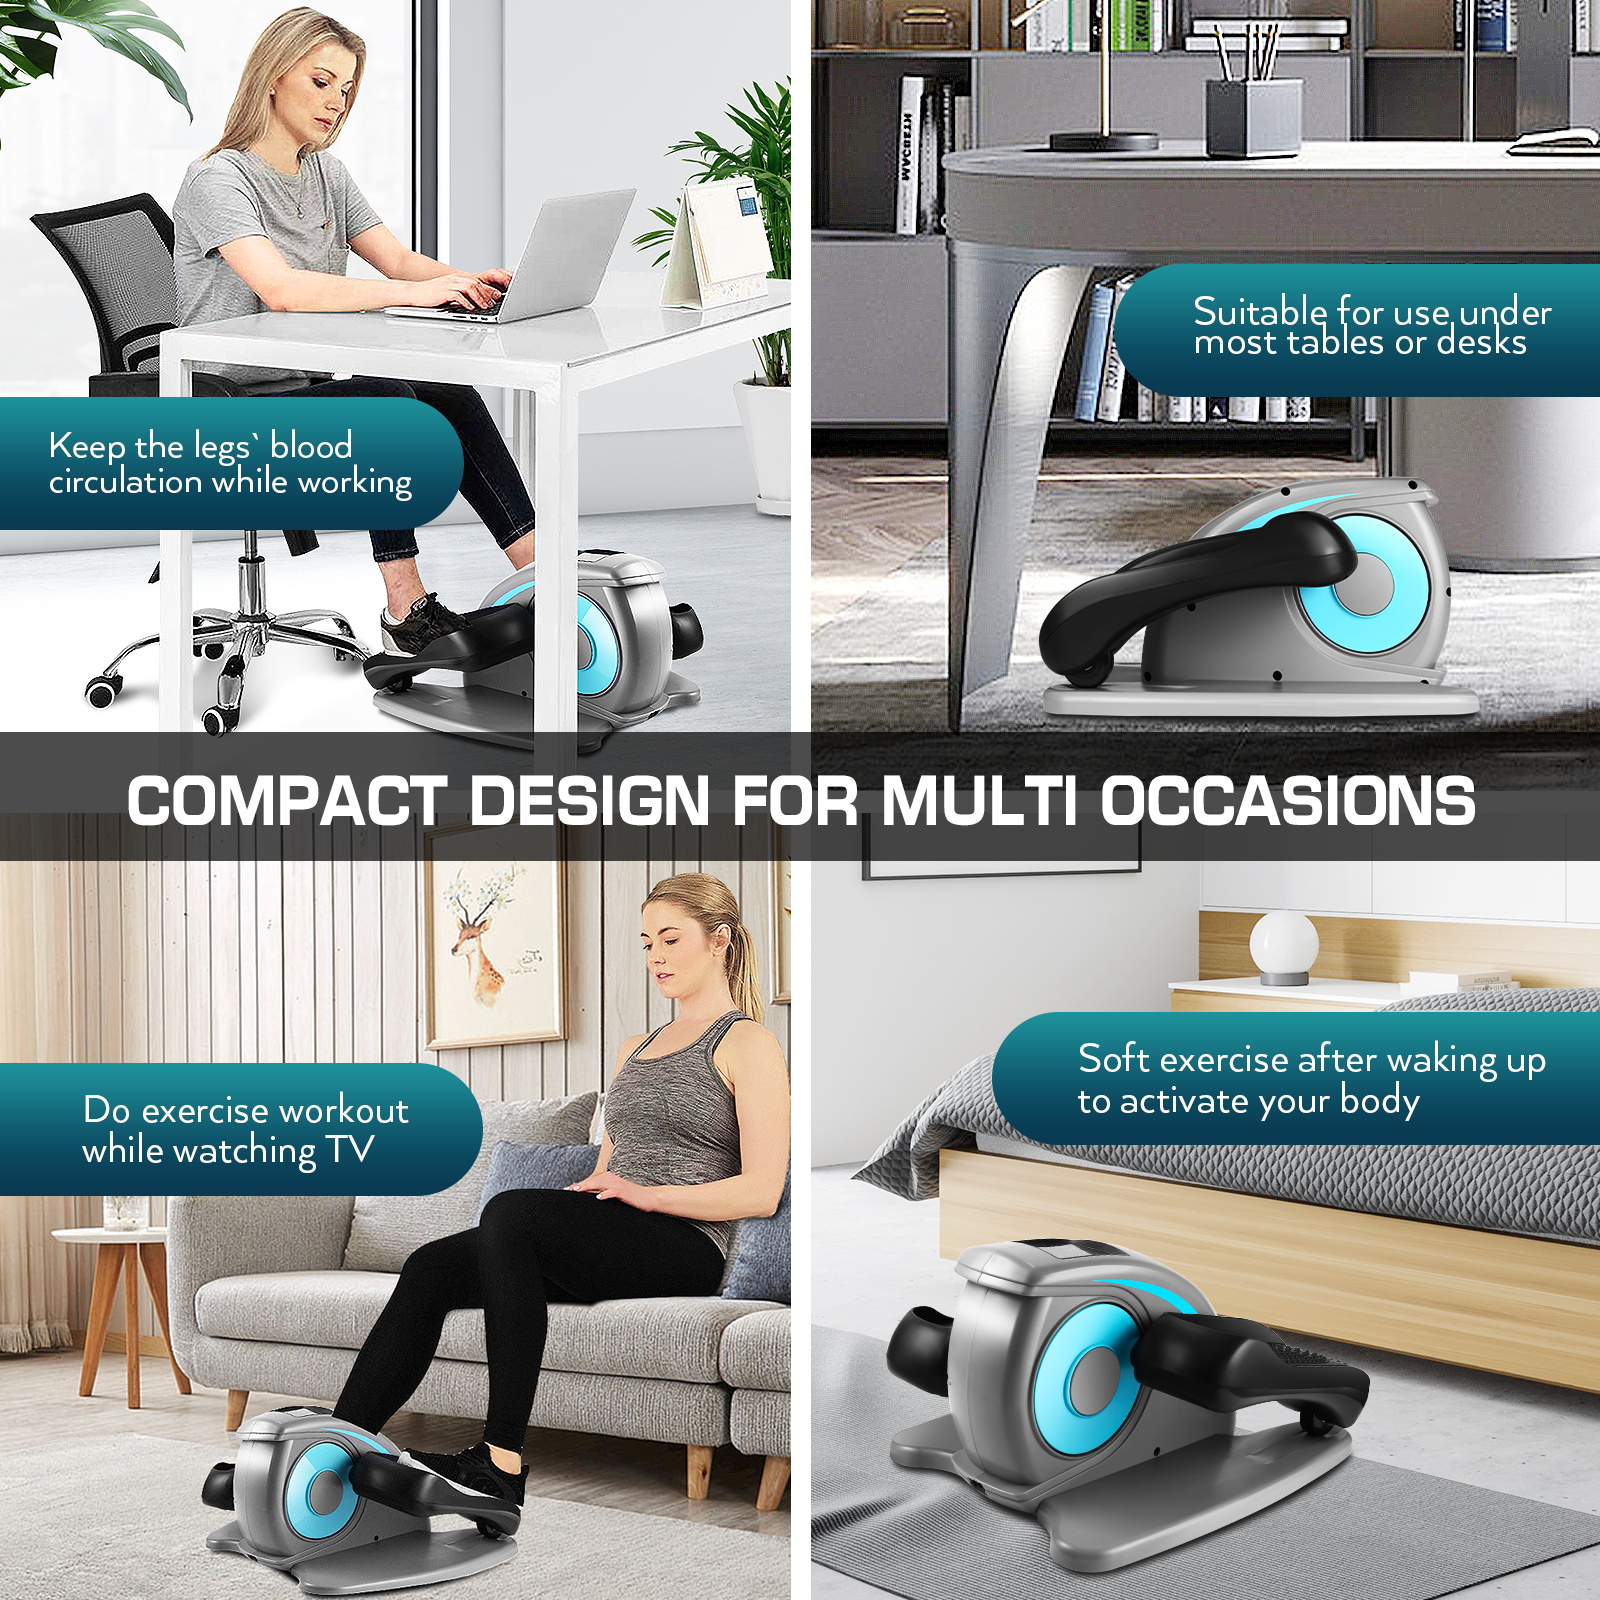 Keep the legs` blood
circulation while working
Suitable for use under
most tables or desks
COMPACT DESIGN FOR MULTI OCCASIONS
Do exercise workout
while watching TV
Soft exercise after waking up
to activate your body